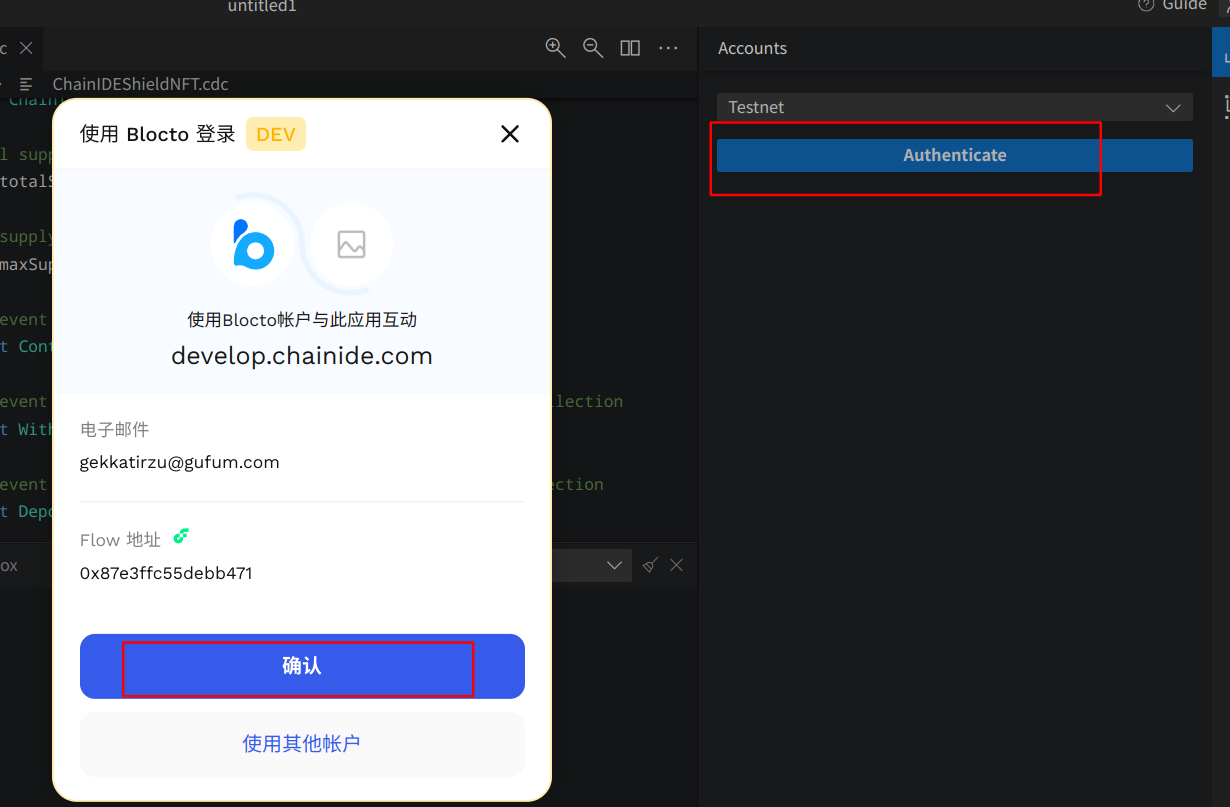 untitled1
Guide
c
ChainIDEShieldNFT.cdc
Accounts
Testnet
Authenticate
使用 Blocto 登录 DEV
使用Blocto帐户与此应用互动
develop.chainide.com
电子邮件
gekkatirzu@gufum.com
Flow 地址
0x87e3ffc55debb471
确认
使用其他帐户
l supp
totalS
supply
maxSup
event
t Cont
event
llection
t With
event
ection
t Depo
ox